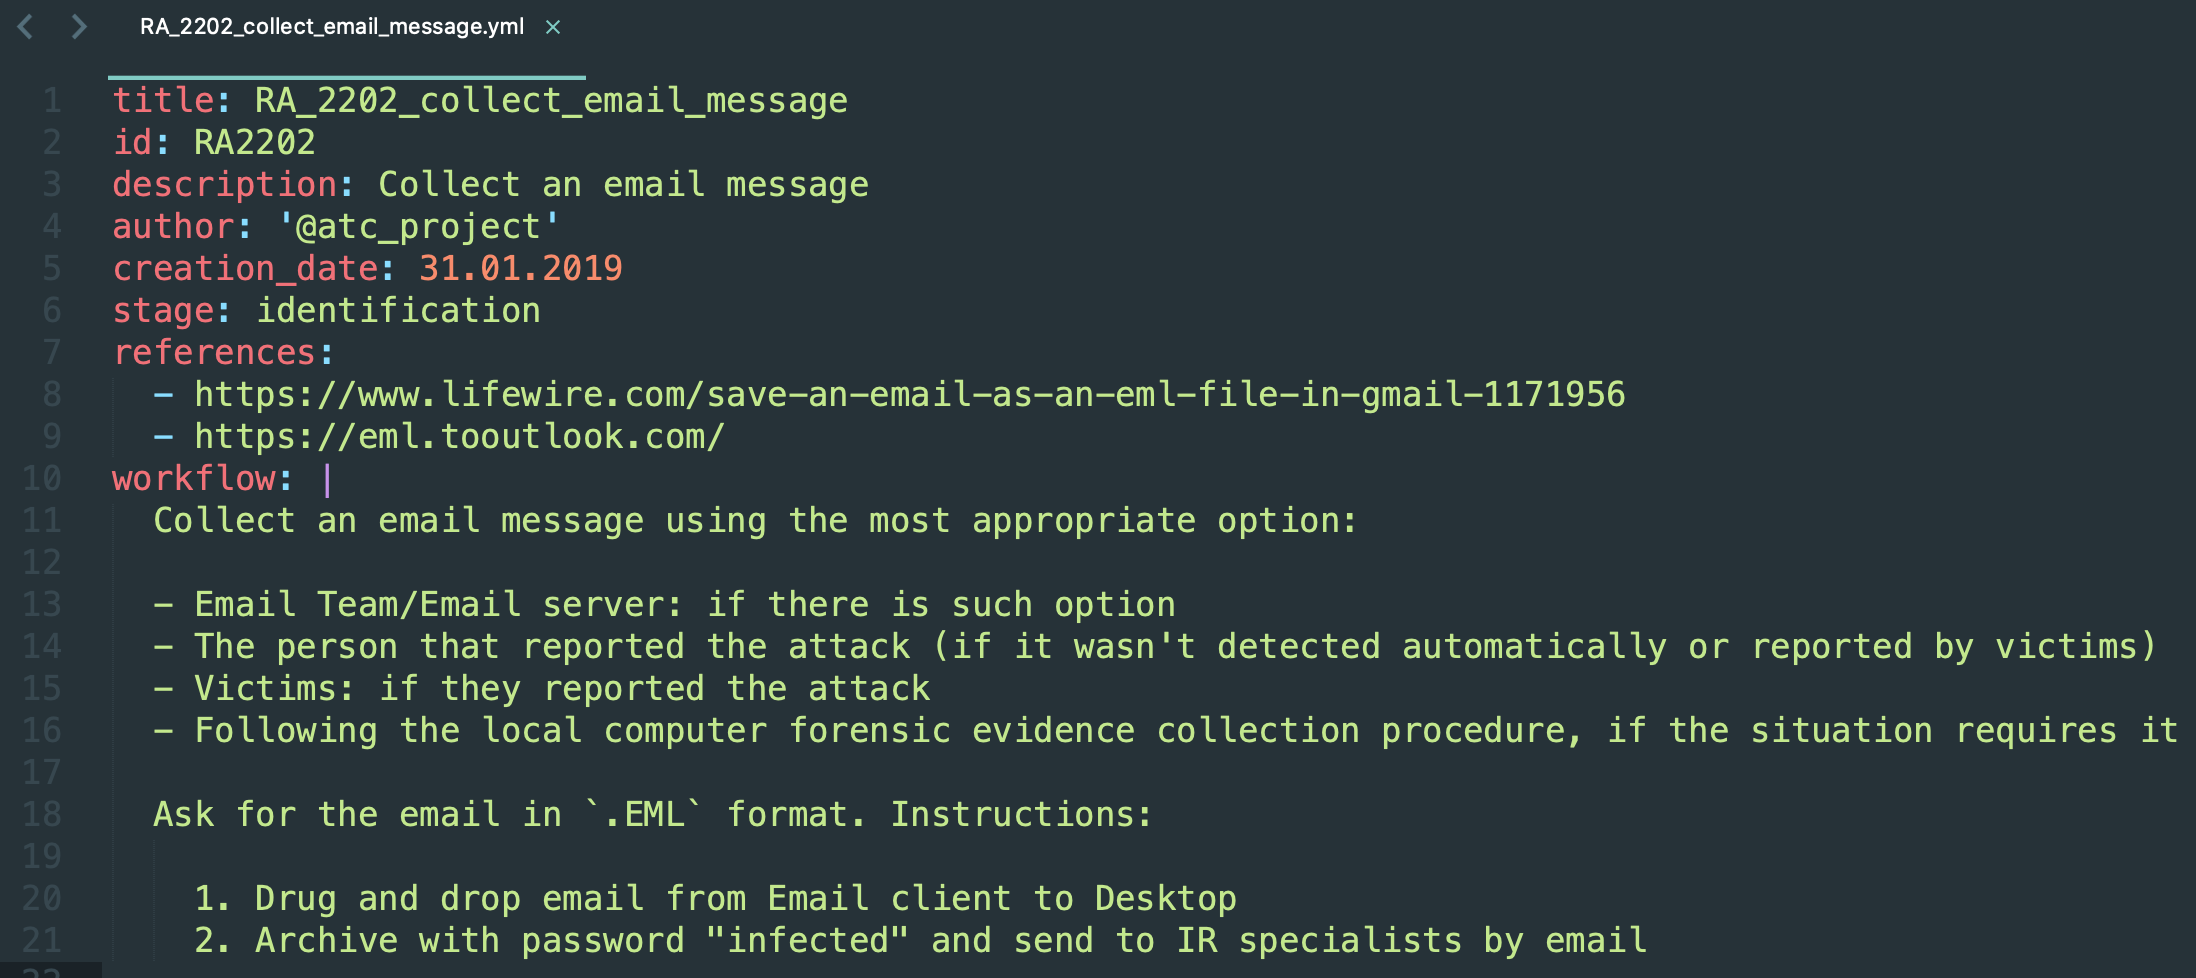 RA_2202_collect_email_message.yml ×
1 title: RA_2202_collect_email_message
2 id: RA2202
3 description: Collect an email message
4 author: '@atc_project'
5 creation_date: 31.01.2019
6 stage: identification
7 references:
8 - https://www.lifewire.com/save-an-email-as-an-eml-file-in-gmail-1171956
9 - https://eml.tooutlook.com/
10 workflow: |
11 Collect an email message using the most appropriate option:
12
13 - Email Team/Email server: if there is such option
14 - The person that reported the attack (if it wasn't detected automatically or reported by victims)
15 - Victims: if they reported the attack
16 - Following the local computer forensic evidence collection procedure, if the situation requires it
17
18 Ask for the email in `.EML` format. Instructions:
19
20 1. Drug and drop email from Email client to Desktop
21 2. Archive with password "infected" and send to IR specialists by email
22